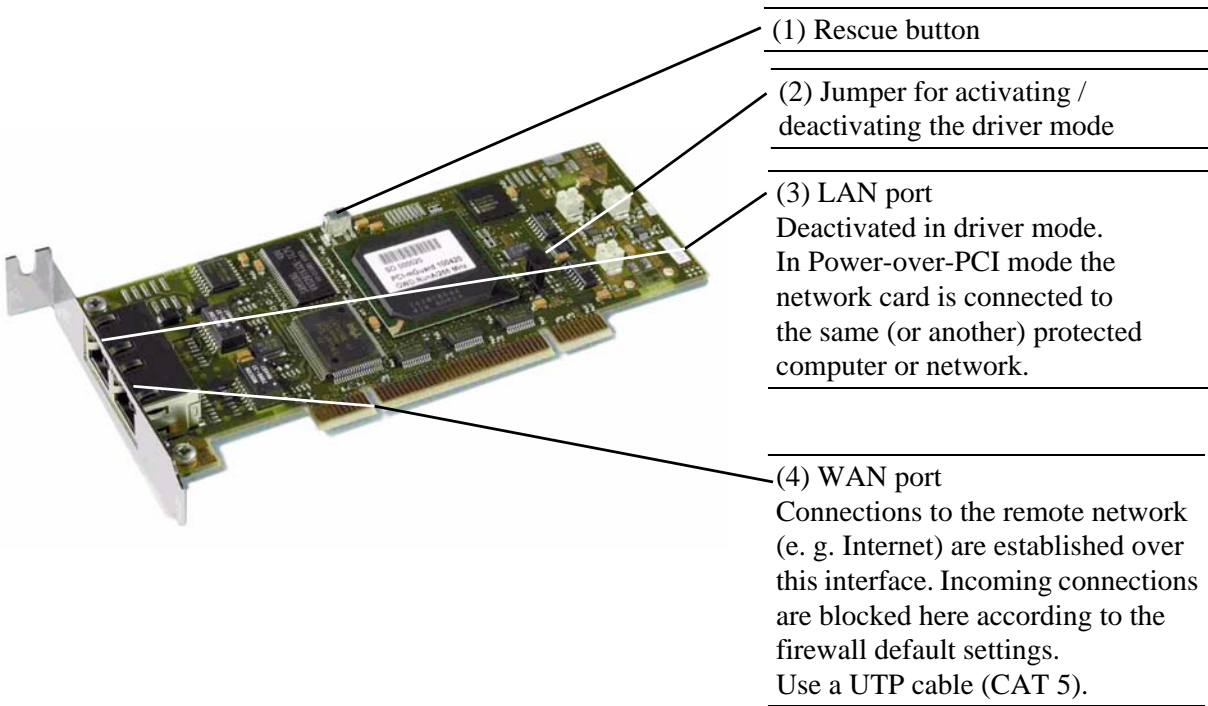 (1) Rescue button
(2) Jumper for activating /
deactivating the driver mode
(3) LAN port
Deactivated in driver mode.
In Power-over-PCI mode the
network card is connected to
the same (or another) protected
computer or network.
(4) WAN port
Connections to the remote network
(e. g. Internet) are established over
this interface. Incoming connections
are blocked here according to the
firewall default settings.
Use a UTP cable (CAT 5).